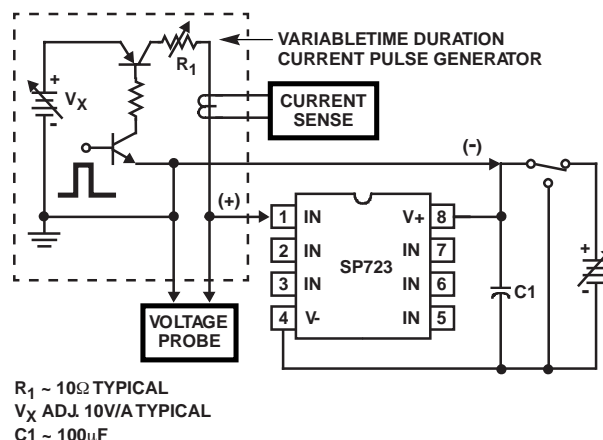 VARIABLETIME DURATION
CURRENT PULSE GENERATOR
+
VX
-
R1
CURRENT
SENSE
(-)
(+)
1 IN
2 IN
3 IN
4 V-
SP723
V+ 8
IN 7
IN 6
IN 5
C1
+
-
VOLTAGE
PROBE
R1 ~ 10Ω TYPICAL
VX ADJ. 10V/A TYPICAL
C1 ~ 100μF